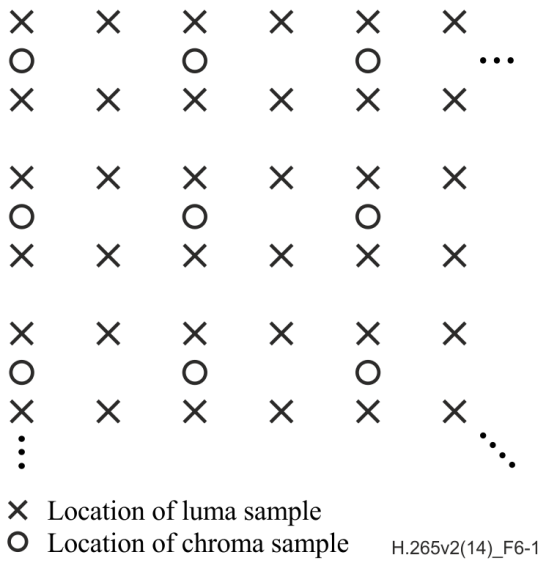 Location of luma sample
Location of chroma sample
H.265v2(14)_F6-1